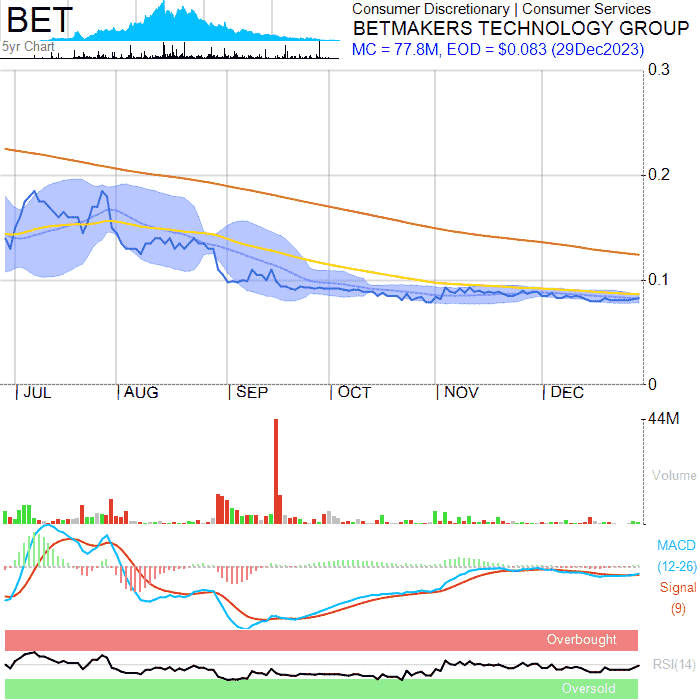 BET
5yr Chart
Consumer Discretionary | Consumer Services
BETMAKERS TECHNOLOGY GROUP
MC = 77.8M, EOD = $0.083 (29Dec2023)
0.3
0.2
0.1
0
JUL AUG SEP OCT NOV DEC
44M
Volume
MACD
(12-26)
Signal
(9)
Overbought
RSI(14)
Oversold